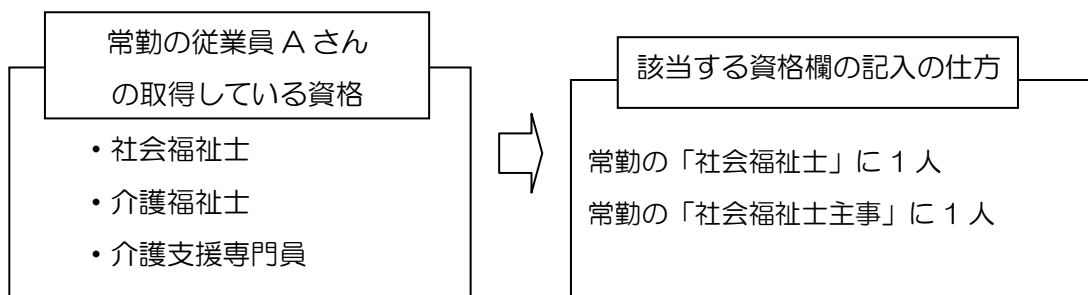 常勤の従業員 A さん
の取得している資格
・社会福祉士
・介護福祉士
・介護支援専門員
該当する資格欄の記入の仕方
常勤の「社会福祉士」に 1 人
常勤の「社会福祉士主事」に 1 人